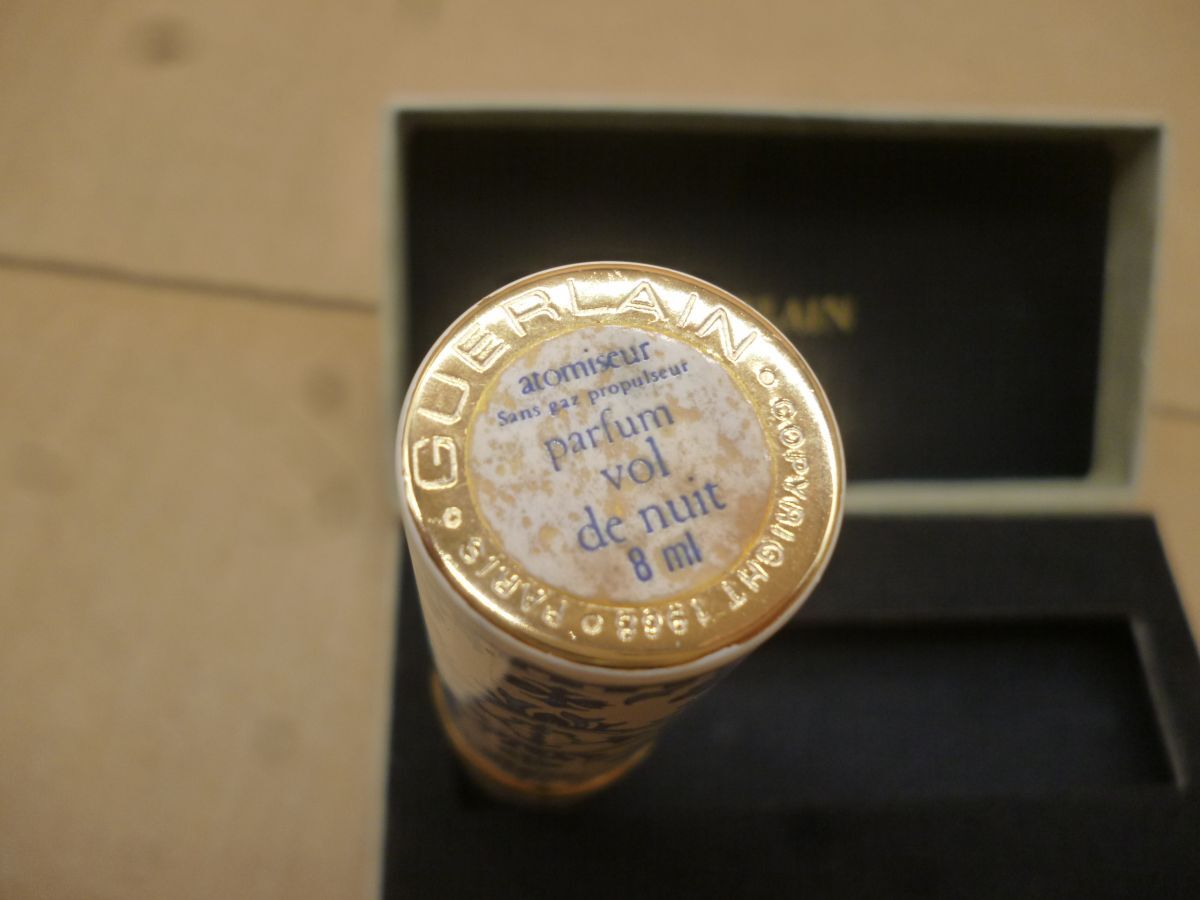 GUERLAIN
COPYRIGHT 1968
PARIS
atomiseur
Sans gaz propulseur
parfum
vol
de nuit
8 ml